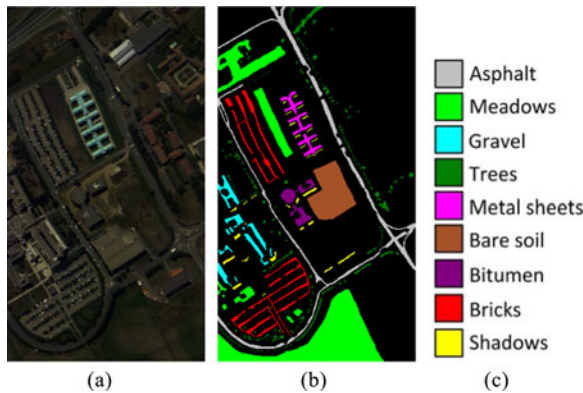 Asphalt
Meadows
Gravel
Trees
Metal sheets
Bare soil
Bitumen
Bricks
Shadows
(a)
(b)
(c)